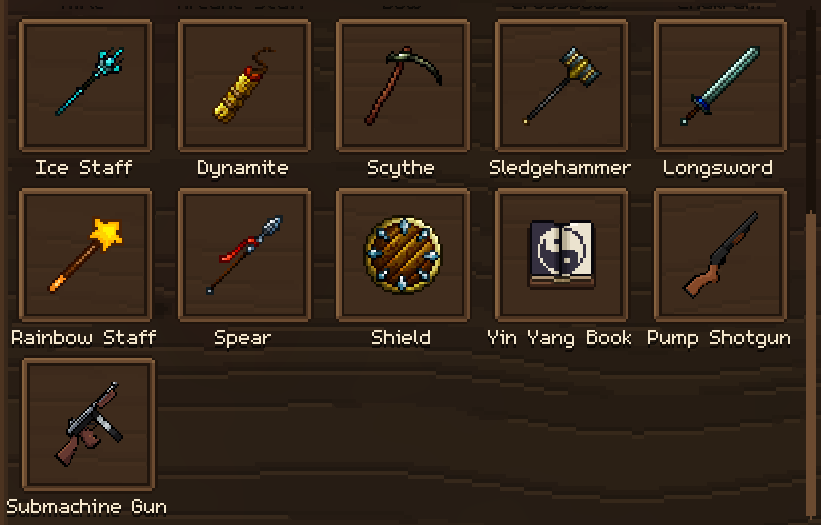 Ice Staff Dynamite Scythe Sledgehammer Longsword
Rainbow Staff Spear Shield Yin Yang Book Pump Shotgun
Submachine Gun